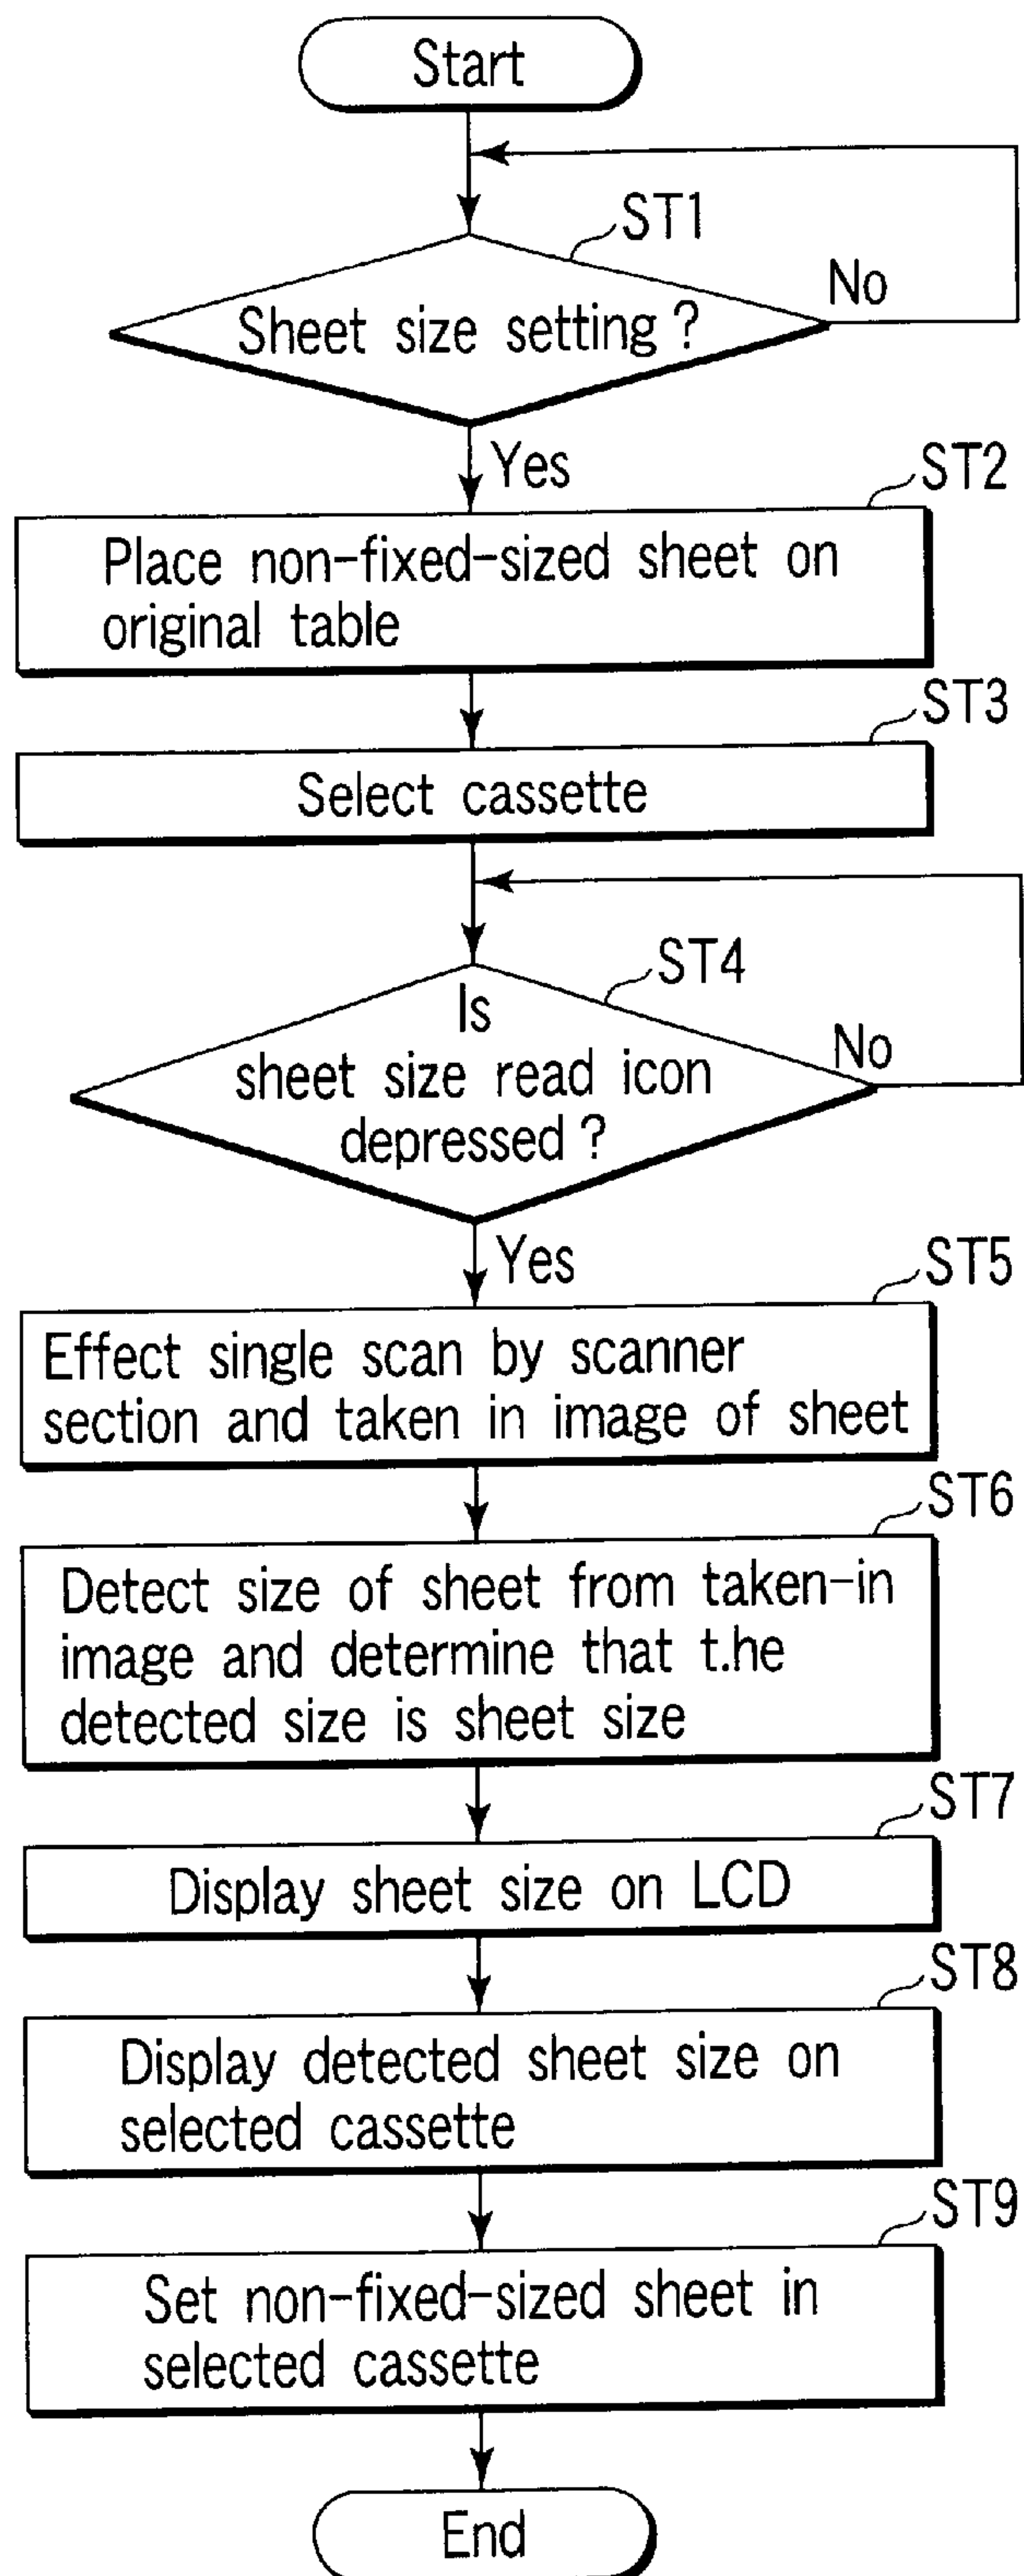 Start
ST1
No
Sheet size setting ?
Yes
ST2
Place non-fixed-sized sheet on
original table
ST3
Select cassette
ST4
Is
No
sheet size read icon
depressed ?
Yes
ST5
Effect single scan by scanner
section and taken in image of sheet
ST6
Detect size of sheet from taken-in
image and determine that t.he
detected size is sheet size
ST7
Display sheet size on LCD
ST8
Display detected sheet size on
selected cassette
ST9
Set non-fixed-sized sheet in
selected cassette
End